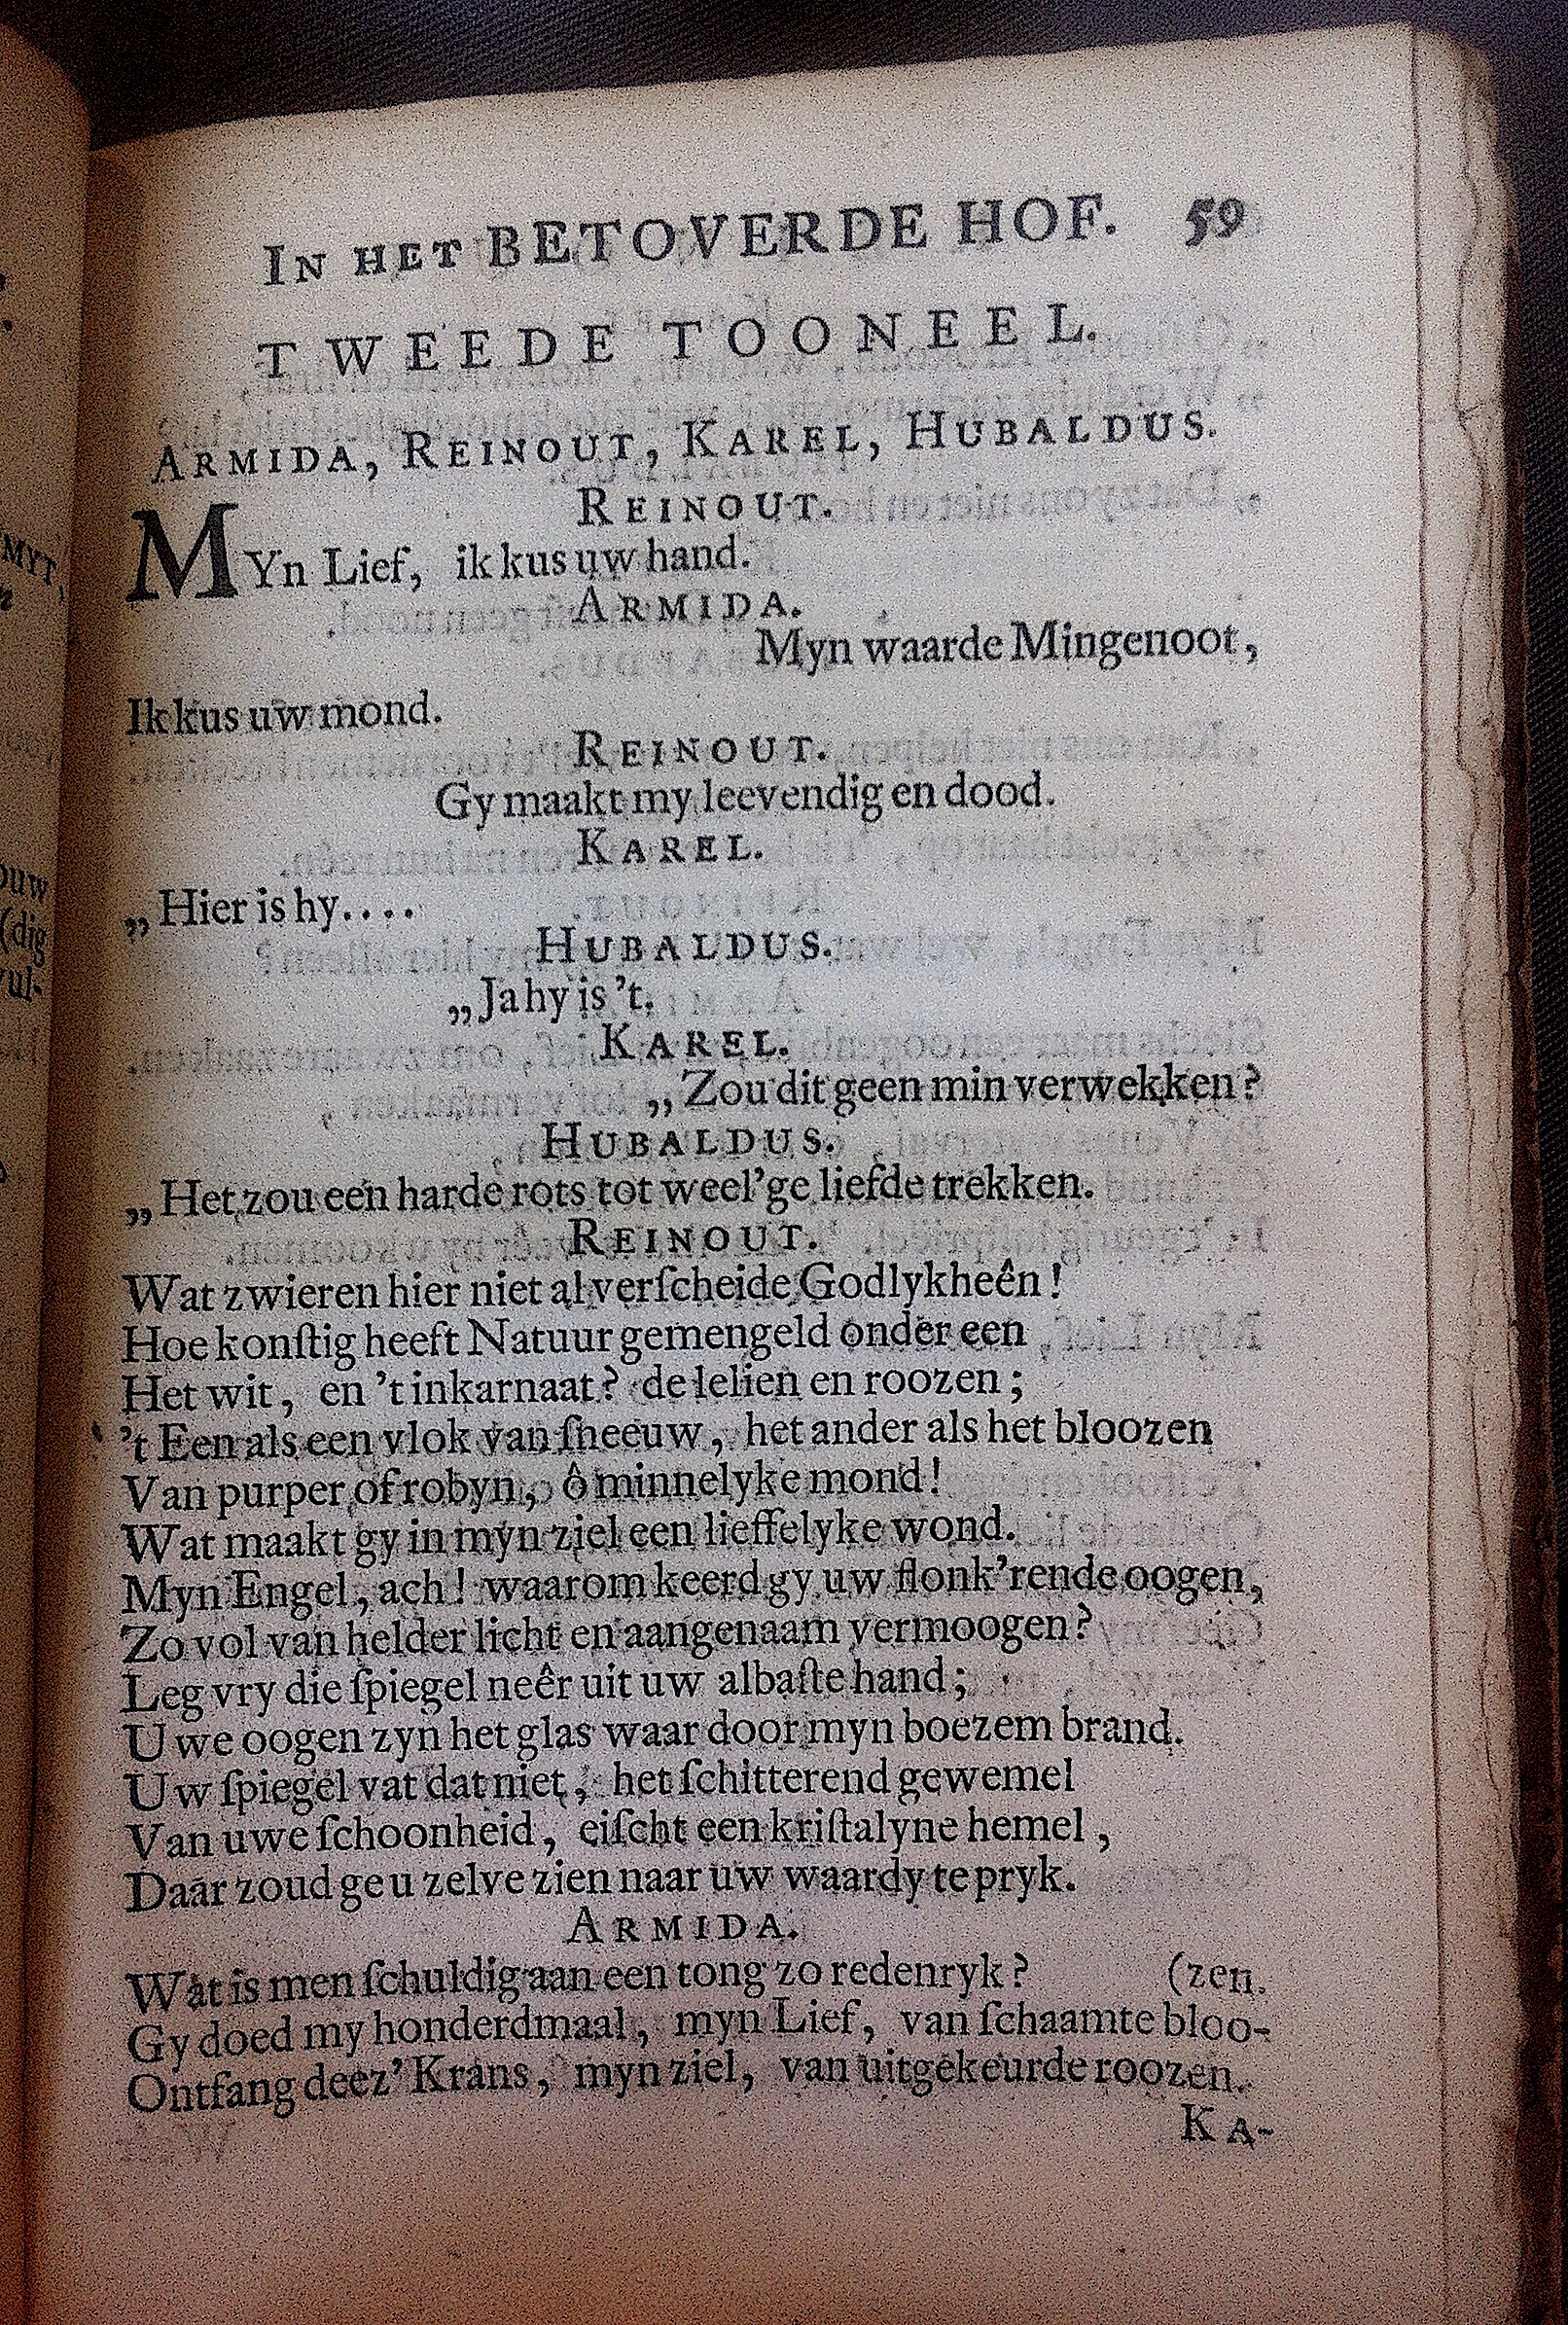 IN HET BETOVERDE HOF. 59
TWEEDE TOONEEL.
ARMIDA, REINOUT, KAREL, HUBALDUS.
REINOUT.
MYn Lief, ik kus uw hand.
ARMIDA.
Myn waarde Mingenoot,
Ik kus uw mond.
REINOUT.
Gy maakt my leevendig en dood.
KAREL.
„Hier is hy....
HUBALDUS.
„Ja hy is 't.
KAREL.
„Zou dit geen min verwekken?
HUBALDUS.
„Het zou een harde rots tot weel'ge liefde trekken.
REINOUT.
Wat zwieren hier niet al verſcheide Godlykheên!
Hoe konſtig heeft Natuur gemengeld onder een
Het wit, en 't inkarnaat? de lelien en roozen;
't Een als een vlok van ſneeuw, het ander als het bloozen
Van purper of robyn, ô minnelyke mond!
Wat maakt gy in myn ziel een lieffelyke wond.
Myn Engel, ach! waarom keerd gy uw flonk'rende oogen,
Zo vol van helder licht en aangenaam vermoogen?
Leg vry die ſpiegel neêr uit uw albaſte hand;
Uwe oogen zyn het glas waar door myn boezem brand.
Uw ſpiegel vat dat niet, het ſchitterend gewemel
Van uwe ſchoonheid, eiſcht een kriſtalyne hemel,
Daar zoud ge u zelve zien naar uw waardy te pryk.
ARMIDA.
Wat is men ſchuldig aan een tong zo redenryk? (zen.
Gy doed my honderdmaal, myn Lief, van ſchaamte bloo-
Ontfang deez' Krans, myn ziel, van uitgekeurde roozen.
KA-
MYT,
ouw
(dig
vul-